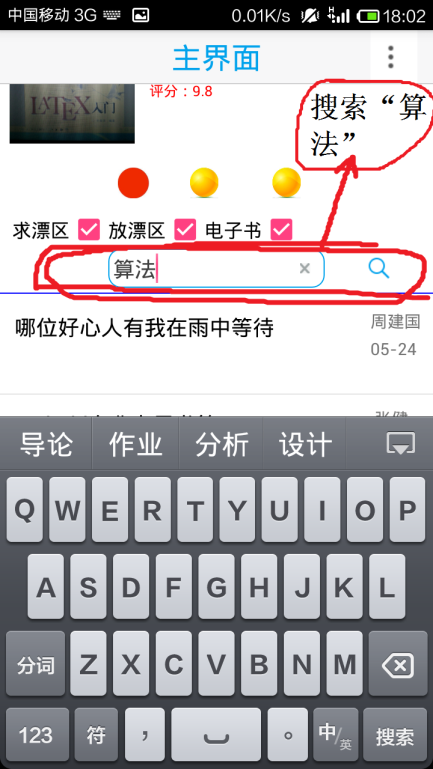 中国移动 3G 0.01K/s 18:02
主界面
LATEX入门
评分：9.8
搜索“算
法”
求漂区 放漂区 电子书
算法 ×
哪位好心人有我在雨中等待
周建国
05-24
导论 作业 分析 设计
Q W E R T Y U I O P
A S D F G H J K L
分词 Z X C V B N M
123 符 ， 。 中/英 搜索